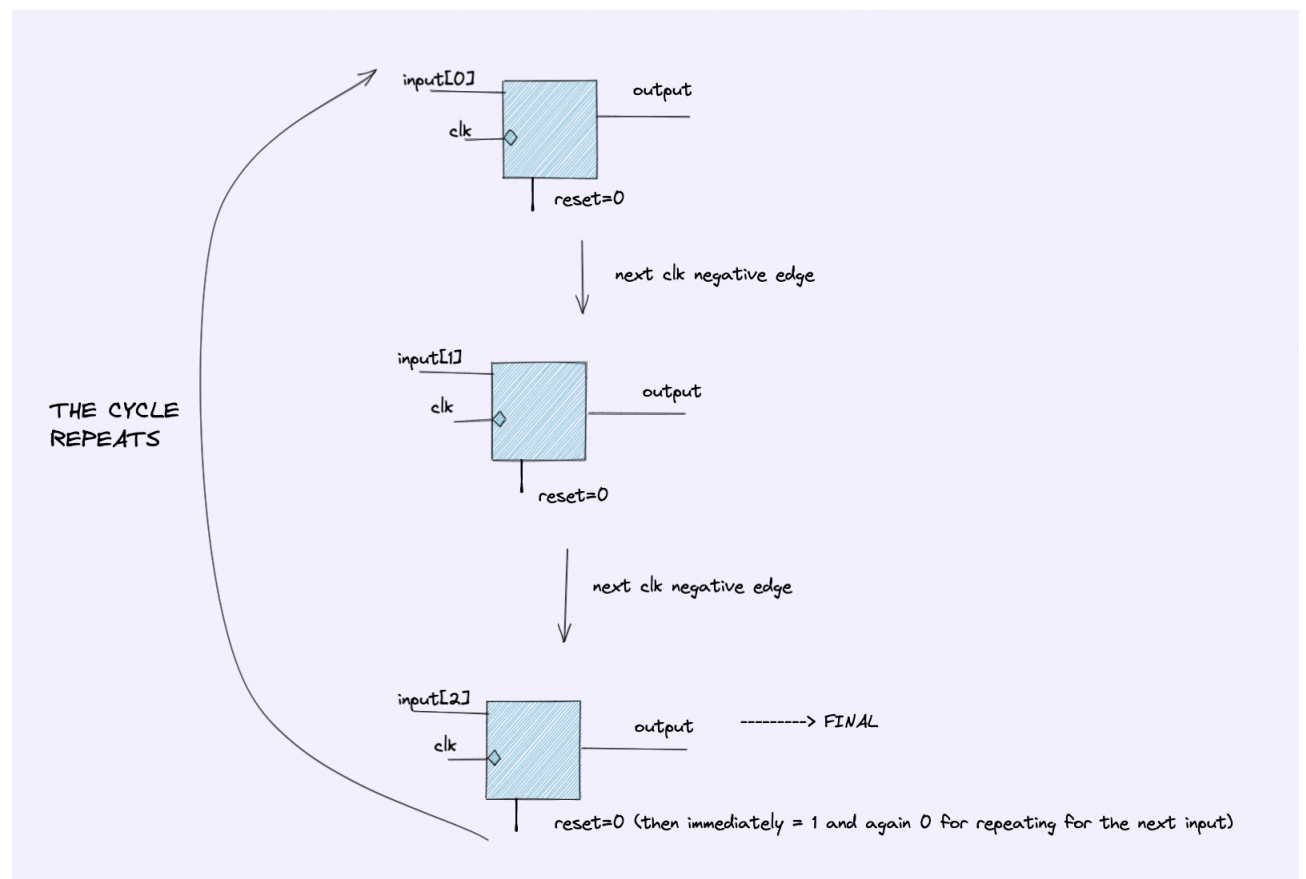 input[0]
output
clk
reset=0
next clk negative edge
input[1]
output
clk
reset=0
THE CYCLE
REPEATS
next clk negative edge
input[2]
output ---------> FINAL
clk
reset=0 (then immediately = 1 and again 0 for repeating for the next input)